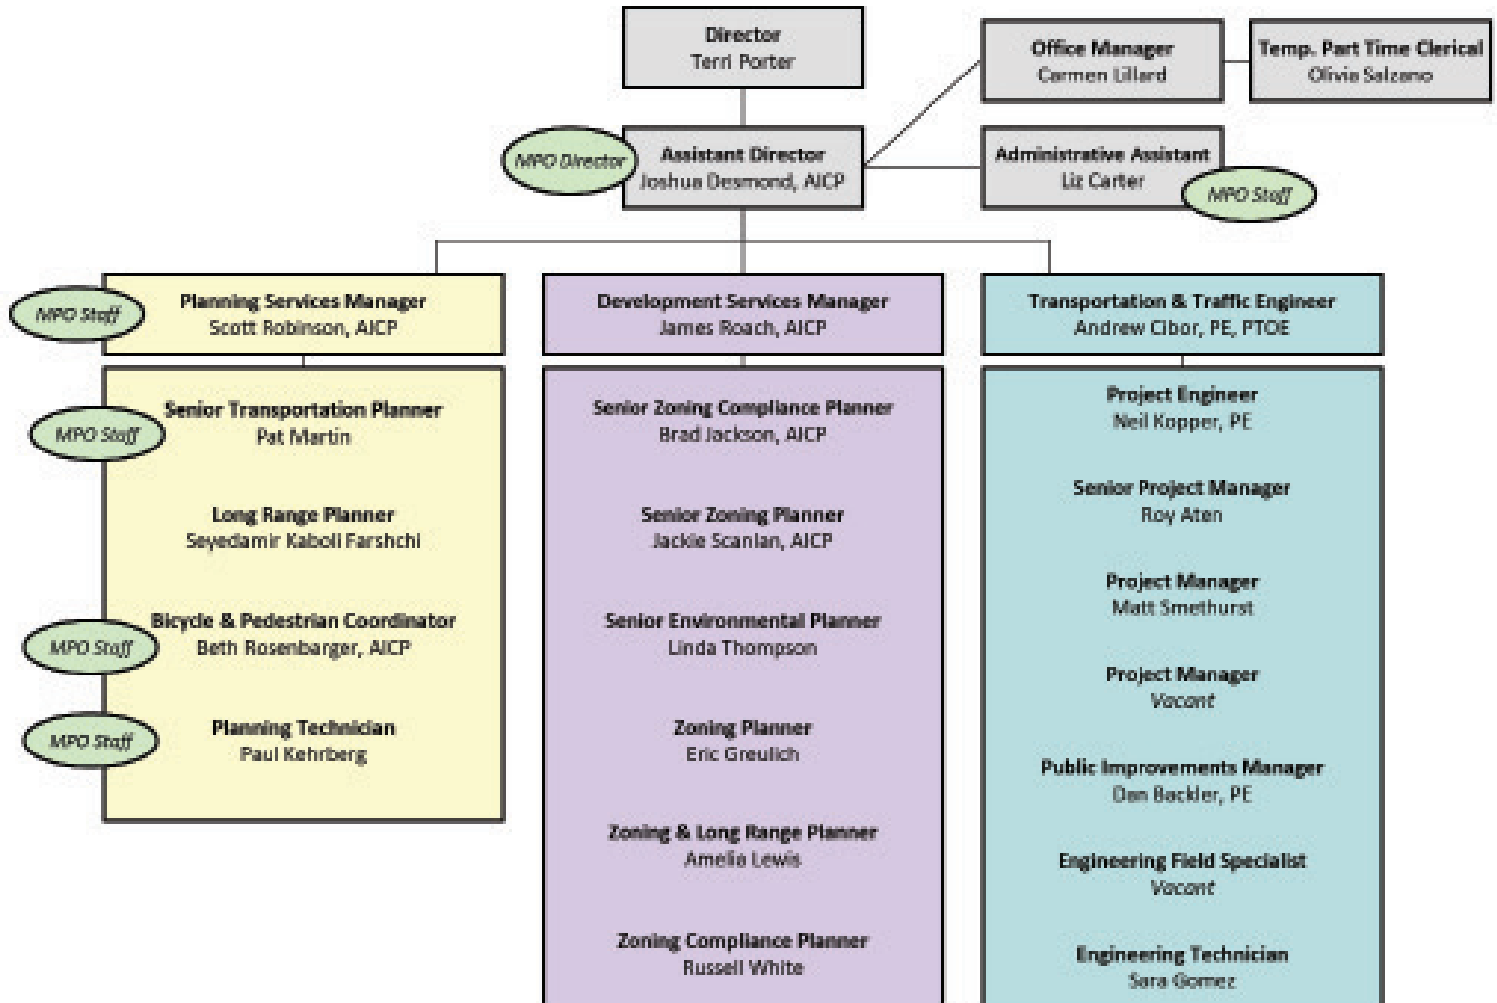 Director
Terri Porter
Office Manager
Carmen Lillard
Temp. Part Time Clerical
Olivia Salzano
MPO Director
Assistant Director
Joshua Desmond, AICP
Administrative Assistant
Liz Carter
MPO Staff
MPO Staff
Planning Services Manager
Scott Robinson, AICP
MPO Staff
Senior Transportation Planner
Pat Martin
Long Range Planner
Seyedamir Kaboli Farshchi
MPO Staff
Bicycle & Pedestrian Coordinator
Beth Rosenbarger, AICP
MPO Staff
Planning Technician
Paul Kehrberg
Development Services Manager
James Roach, AICP
Senior Zoning Compliance Planner
Brad Jackson, AICP
Senior Zoning Planner
Jackie Scanlan, AICP
Senior Environmental Planner
Linda Thompson
Zoning Planner
Eric Greulich
Zoning & Long Range Planner
Amelia Lewis
Zoning Compliance Planner
Russell White
Transportation & Traffic Engineer
Andrew Cibor, PE, PTOE
Project Engineer
Neil Kopper, PE
Senior Project Manager
Roy Aten
Project Manager
Matt Smethurst
Project Manager
Vacant
Public Improvements Manager
Dan Backler, PE
Engineering Field Specialist
Vacant
Engineering Technician
Sara Gomez